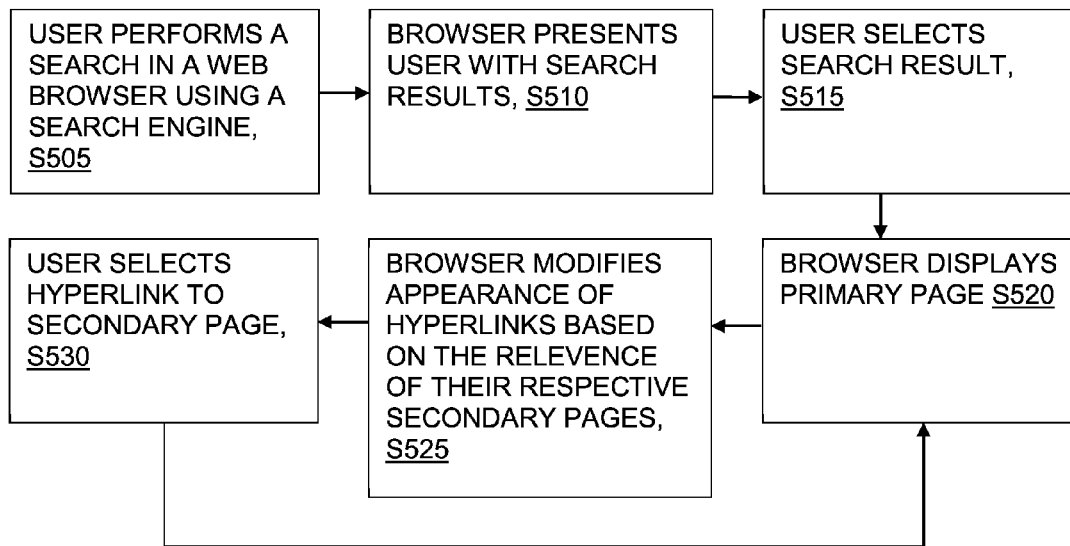 USER PERFORMS A
SEARCH IN A WEB
BROWSER USING A
SEARCH ENGINE,
S505
BROWSER PRESENTS
USER WITH SEARCH
RESULTS, S510
USER SELECTS
SEARCH RESULT,
S515
BROWSER DISPLAYS
PRIMARY PAGE S520
BROWSER MODIFIES
APPEARANCE OF
HYPERLINKS BASED
ON THE RELEVENCE
OF THEIR RESPECTIVE
SECONDARY PAGES,
S525
USER SELECTS
HYPERLINK TO
SECONDARY PAGE,
S530